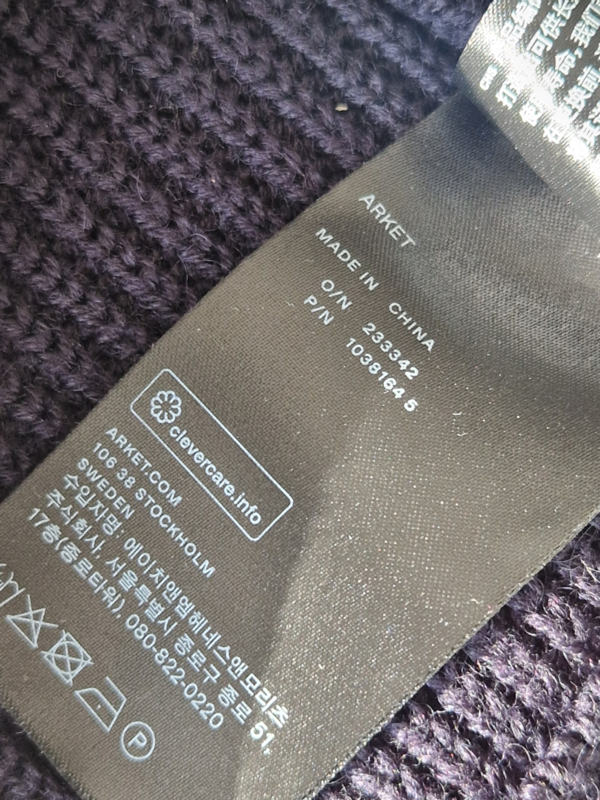 ARKET
MADE IN CHINA
O/N 233342
P/N 1038164 5
clevercare.info
ARKET.COM
106 38 STOCKHOLM
SWEDEN
수입자명: 에이치앤엠헤네스앤모리츠
주식회사, 서울특별시 종로구 종로 51,
17층(종로타워), 080-822-0220
P